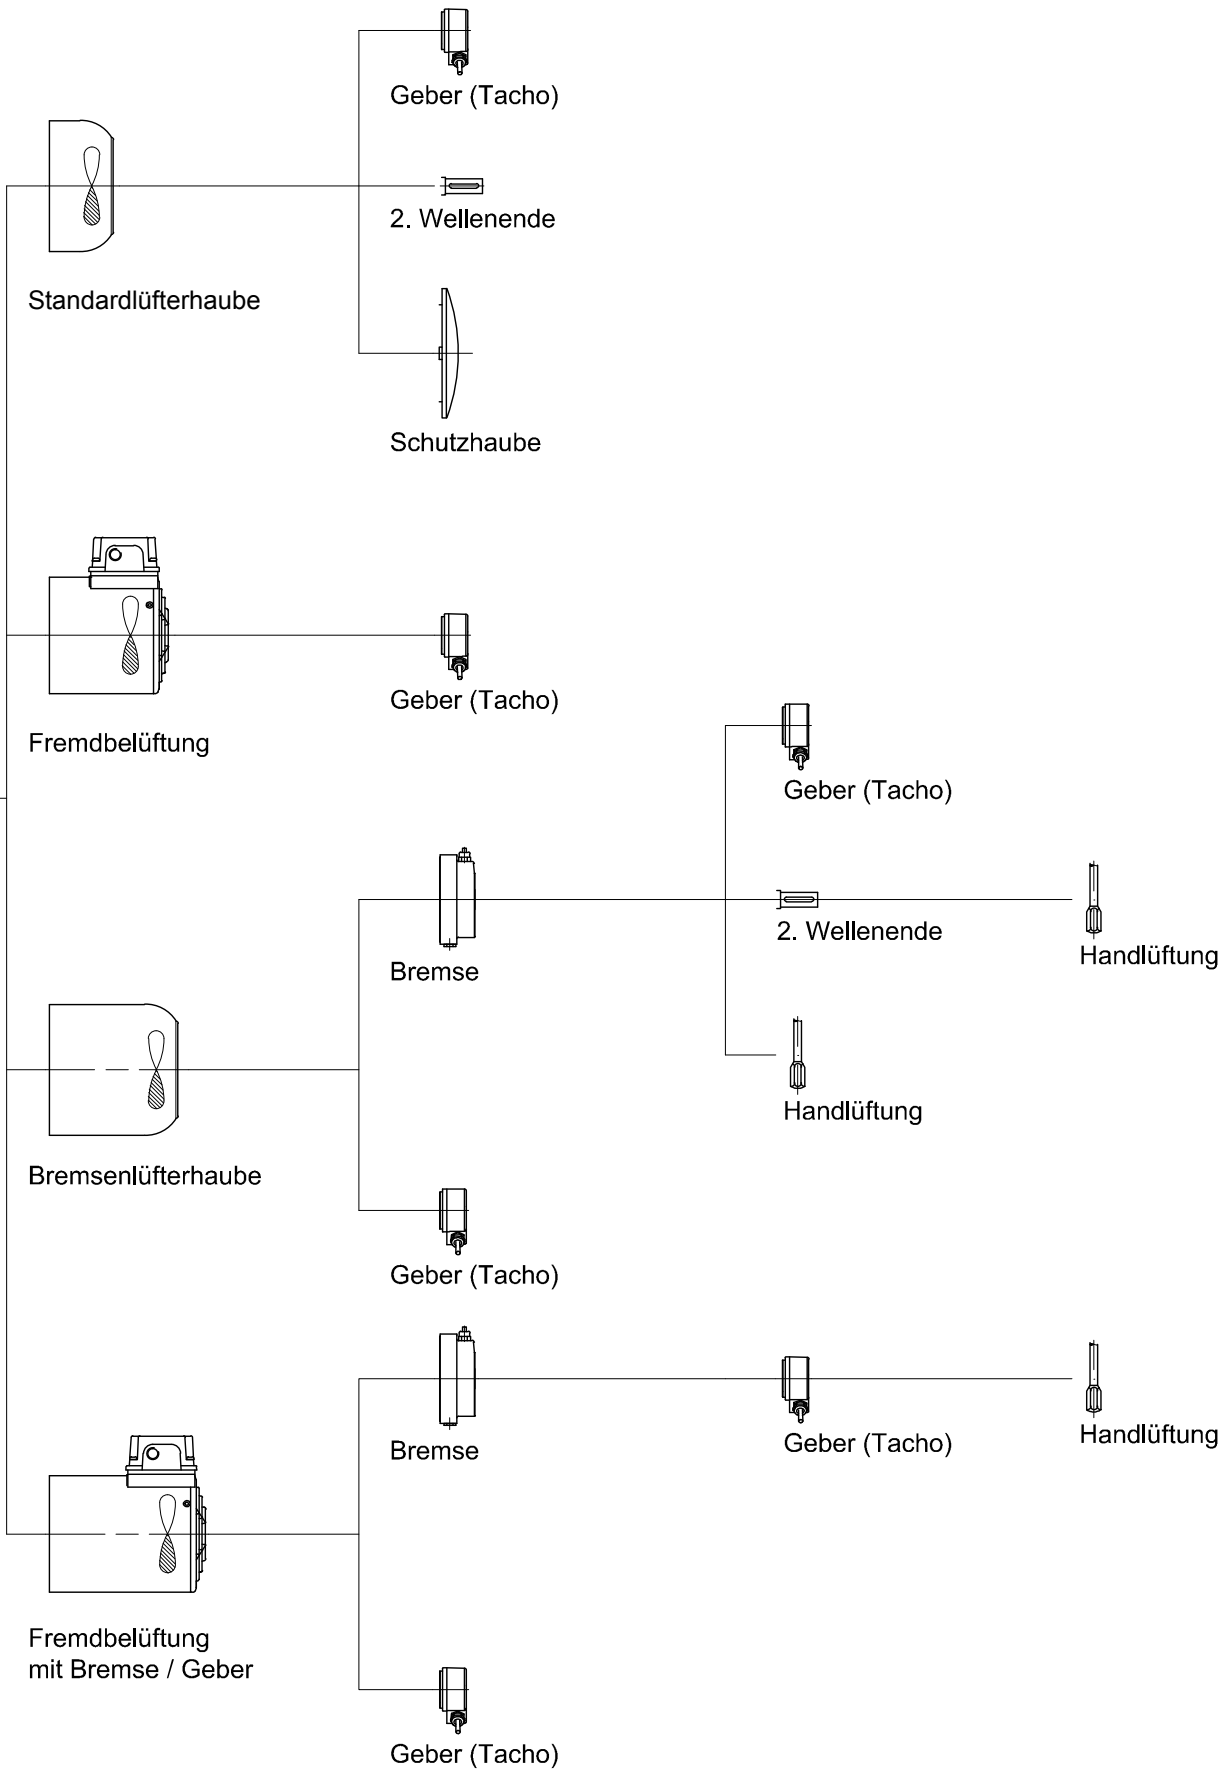 Geber (Tacho)
2. Wellenende
Standardlüfterhaube
Schutzhaube
Geber (Tacho)
Fremdbelüftung
Geber (Tacho)
2. Wellenende
Handlüftung
Bremse
Handlüftung
Bremsenlüfterhaube
Geber (Tacho)
Bremse
Geber (Tacho)
Handlüftung
Fremdbelüftung
mit Bremse / Geber
Geber (Tacho)